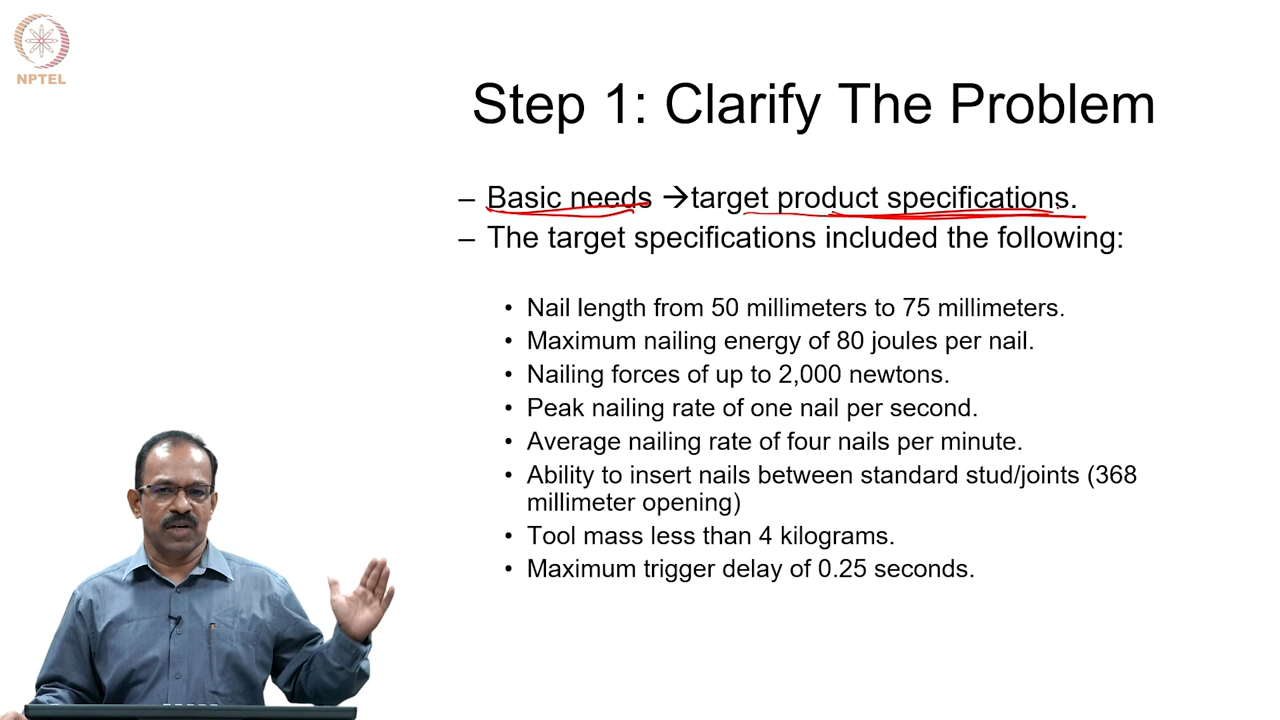 NPTEL
Step 1: Clarify The Problem
– Basic needs →target product specifications.
– The target specifications included the following:
• Nail length from 50 millimeters to 75 millimeters.
• Maximum nailing energy of 80 joules per nail.
• Nailing forces of up to 2,000 newtons.
• Peak nailing rate of one nail per second.
• Average nailing rate of four nails per minute.
• Ability to insert nails between standard stud/joints (368
millimeter opening)
• Tool mass less than 4 kilograms.
• Maximum trigger delay of 0.25 seconds.